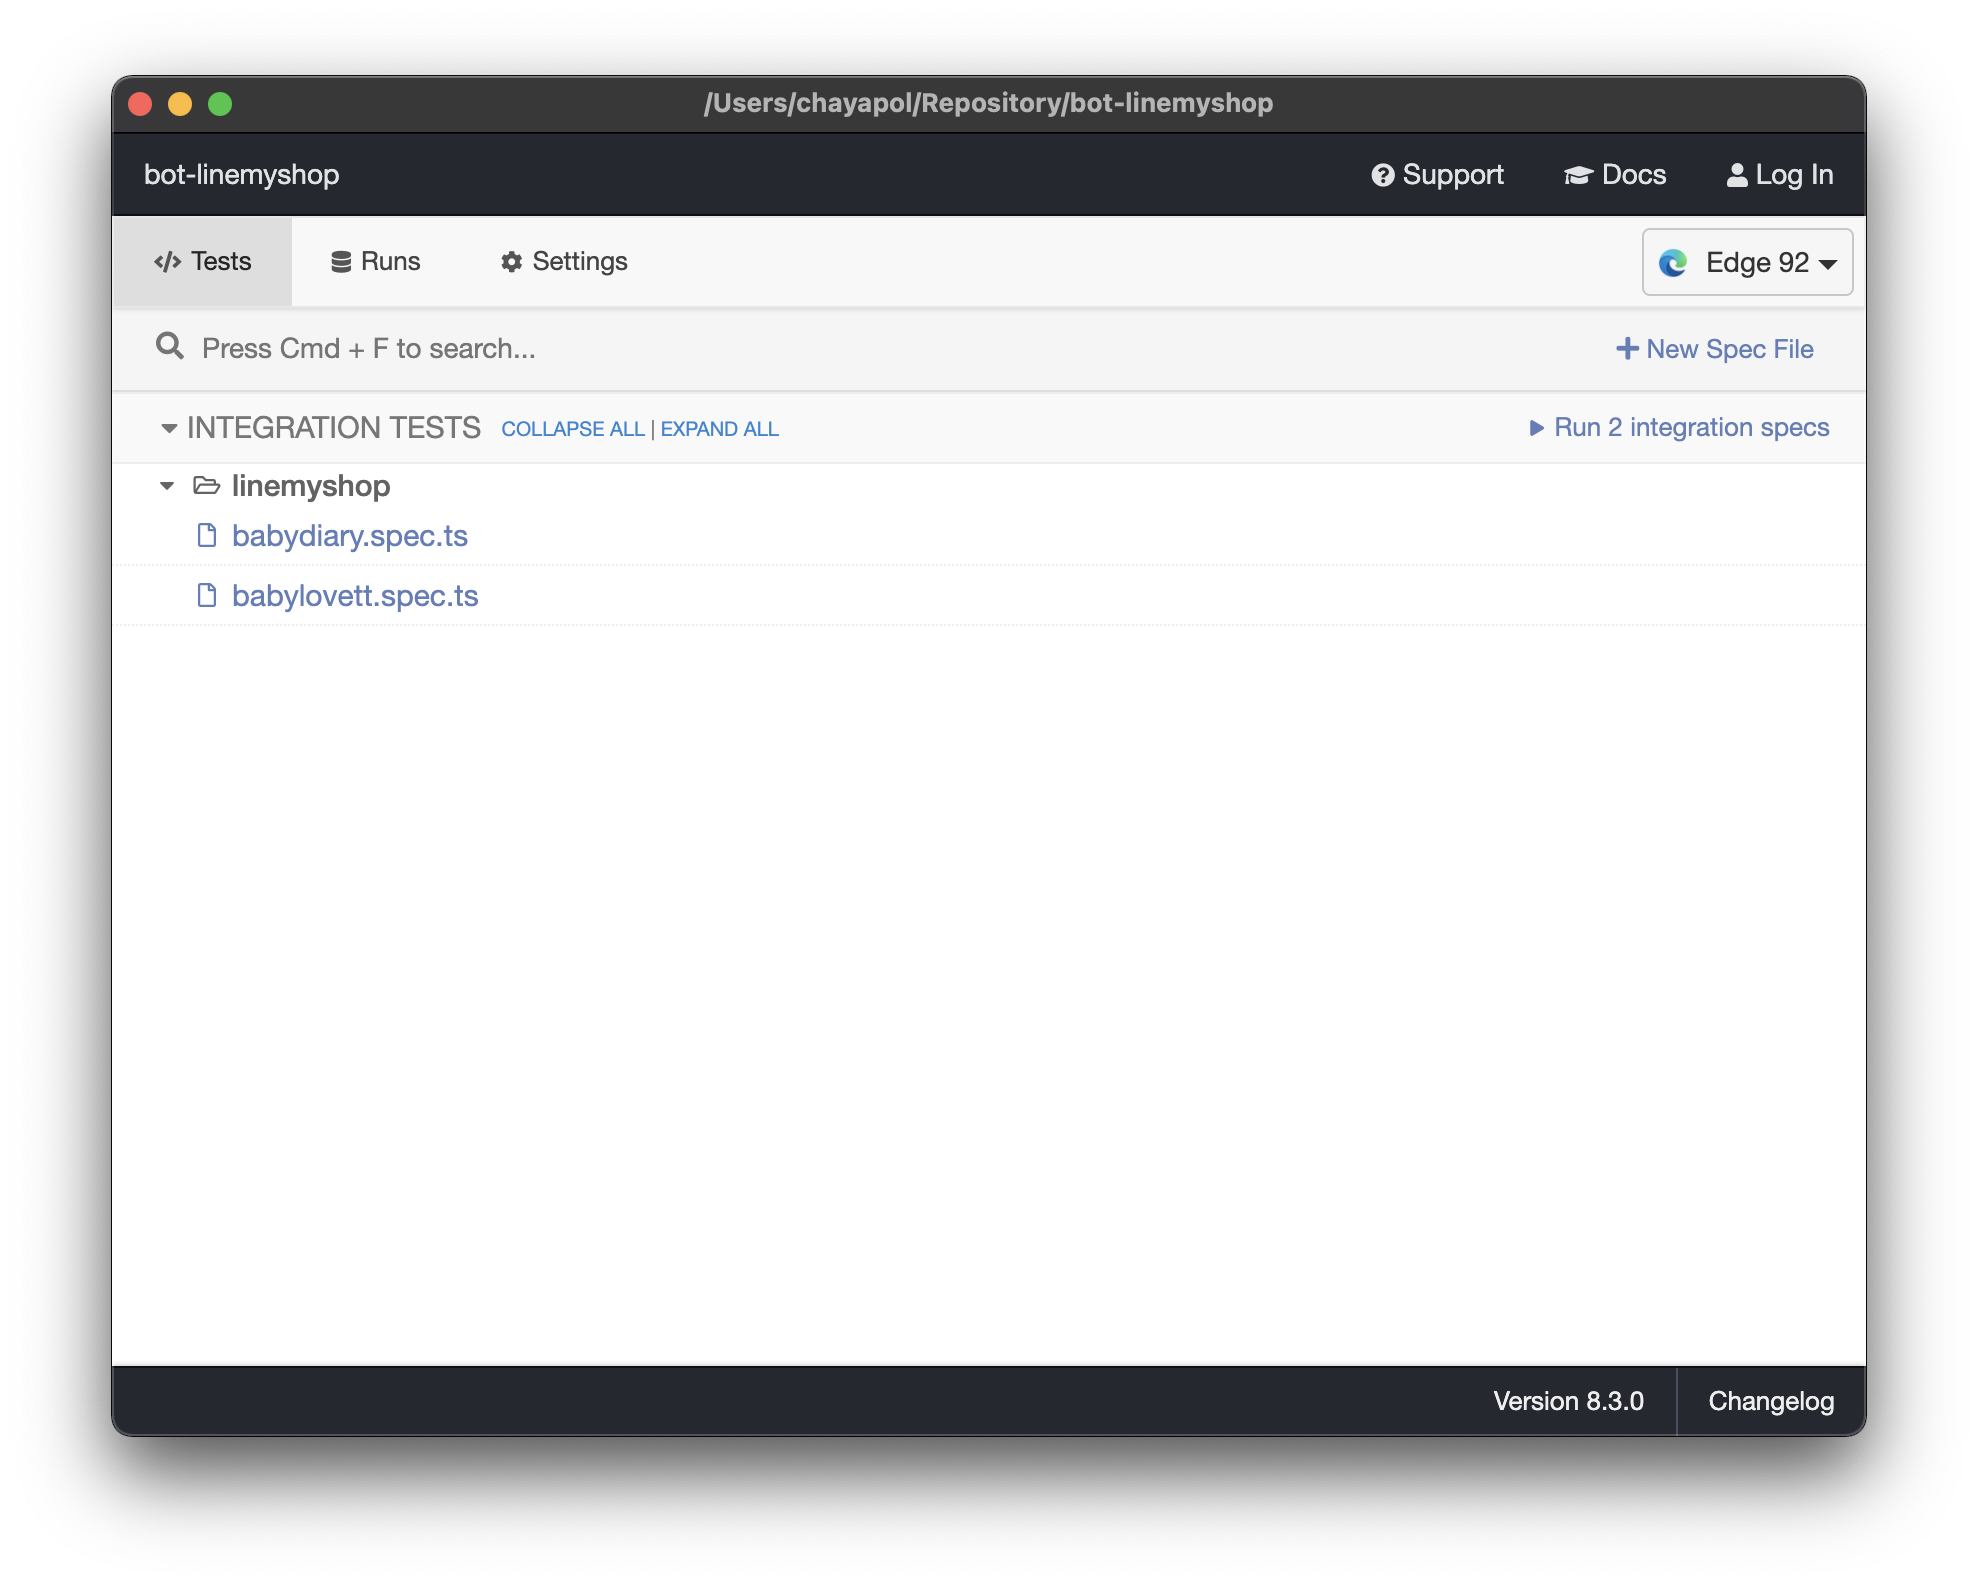 /Users/chayapol/Repository/bot-linemyshop
bot-linemyshop Support Docs Log In
Tests Runs Settings Edge 92
Press Cmd + F to search... New Spec File
INTEGRATION TESTS COLLAPSE ALL | EXPAND ALL Run 2 integration specs
linemyshop
babydiary.spec.ts
babylovett.spec.ts
Version 8.3.0 Changelog